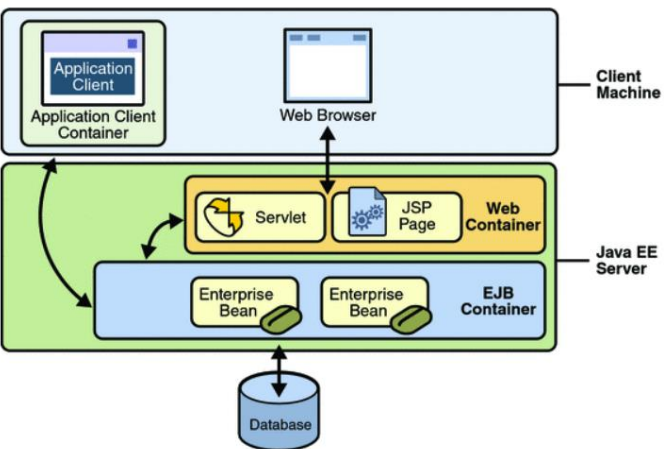 Application
Client
Application Client
Container
Web Browser
Client
Machine
Servlet
JSP
Page
Web
Container
Java EE
Server
Enterprise
Bean
Enterprise
Bean
EJB
Container
Database